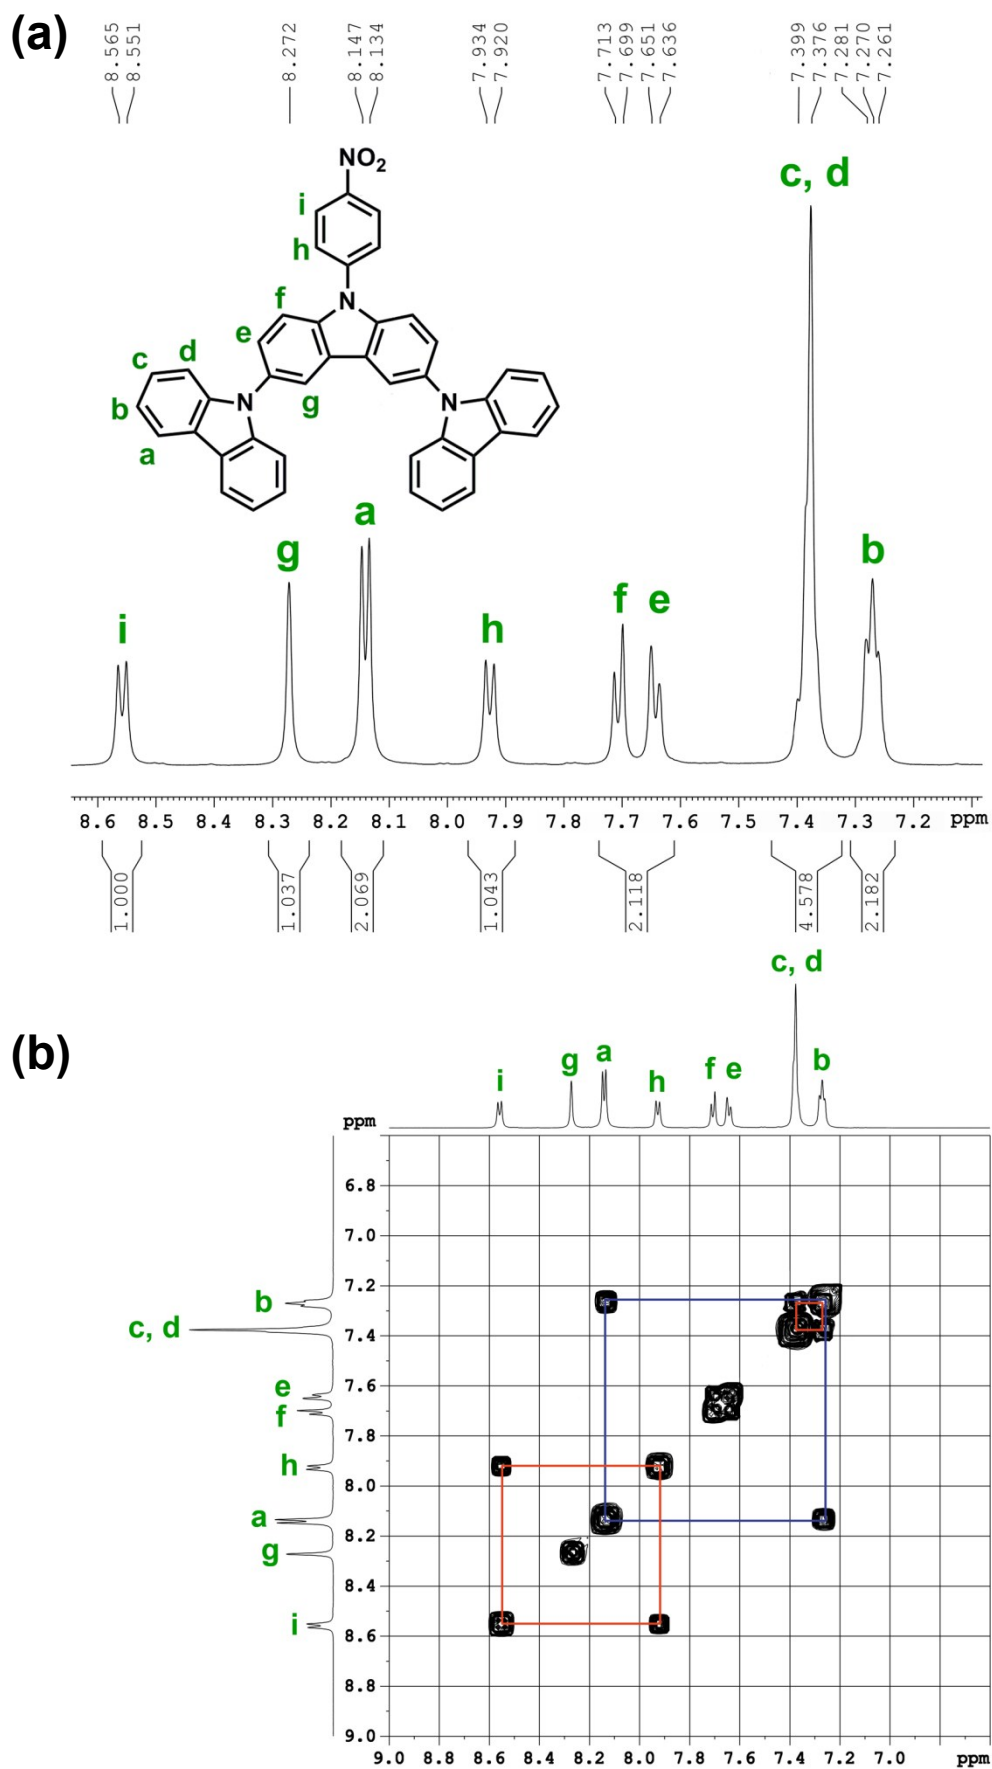 (a)
8.565
8.551
8.272
8.147
8.134
7.934
7.920
7.713
7.699
7.651
7.636
7.399
7.376
7.281
7.270
7.261
NO2
i
h
N
f
e
c d
b
a
g
N
N
i
g
a
h
f
e
c, d
b
8.6 8.5 8.4 8.3 8.2 8.1 8.0 7.9 7.8 7.7 7.6 7.5 7.4 7.3 7.2 ppm
1.000
1.037
2.069
1.043
2.118
4.578
2.182
(b)
c, d
i g a h f e b
ppm
6.8
7.0
7.2
7.4
7.6
7.8
8.0
8.2
8.4
8.6
8.8
9.0
b
c, d
e
f
h
a
g
i
9.0 8.8 8.6 8.4 8.2 8.0 7.8 7.6 7.4 7.2 7.0 ppm